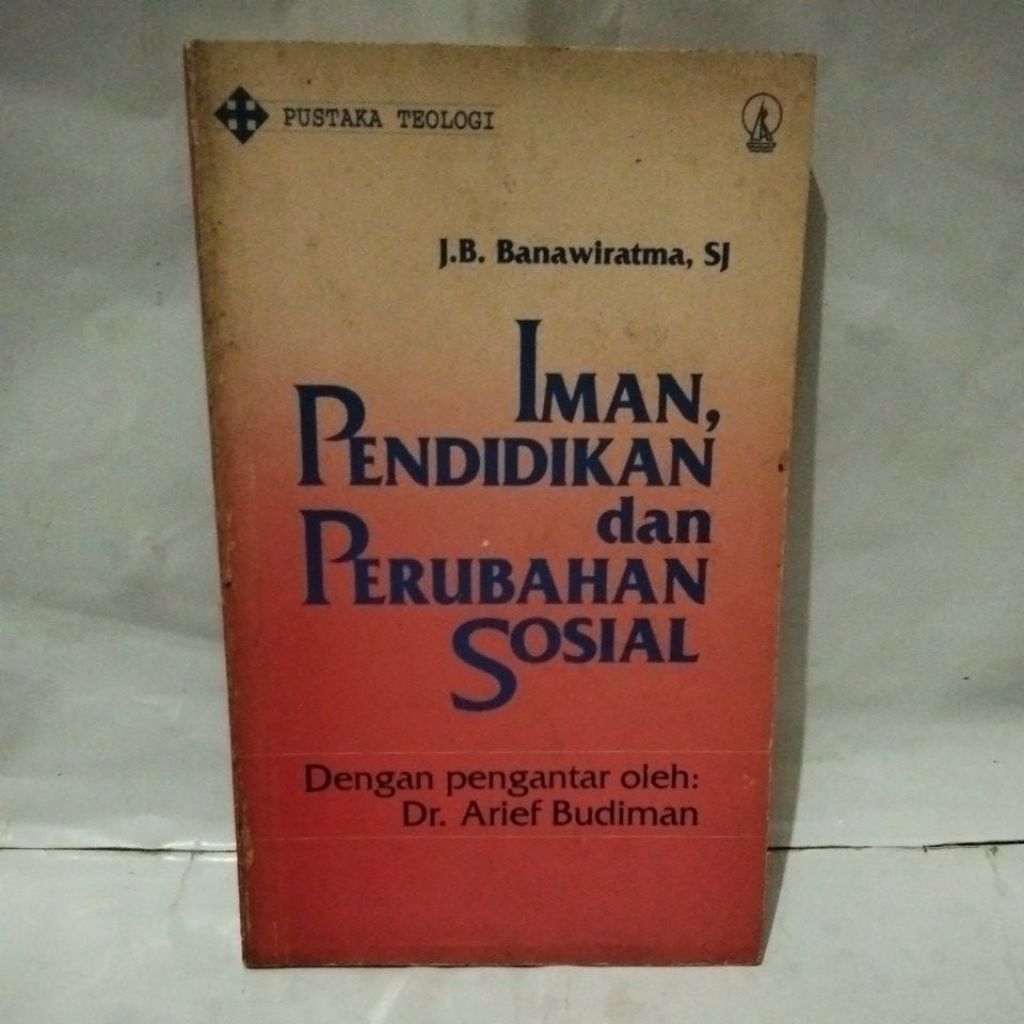 PUSTAKA TEOLOGI
J.B. Banawiratma, SJ
IMAN,
PENDIDIKAN
dan
PERUBAHAN
SOSIAL
Dengan pengantar oleh:
Dr. Arief Budiman